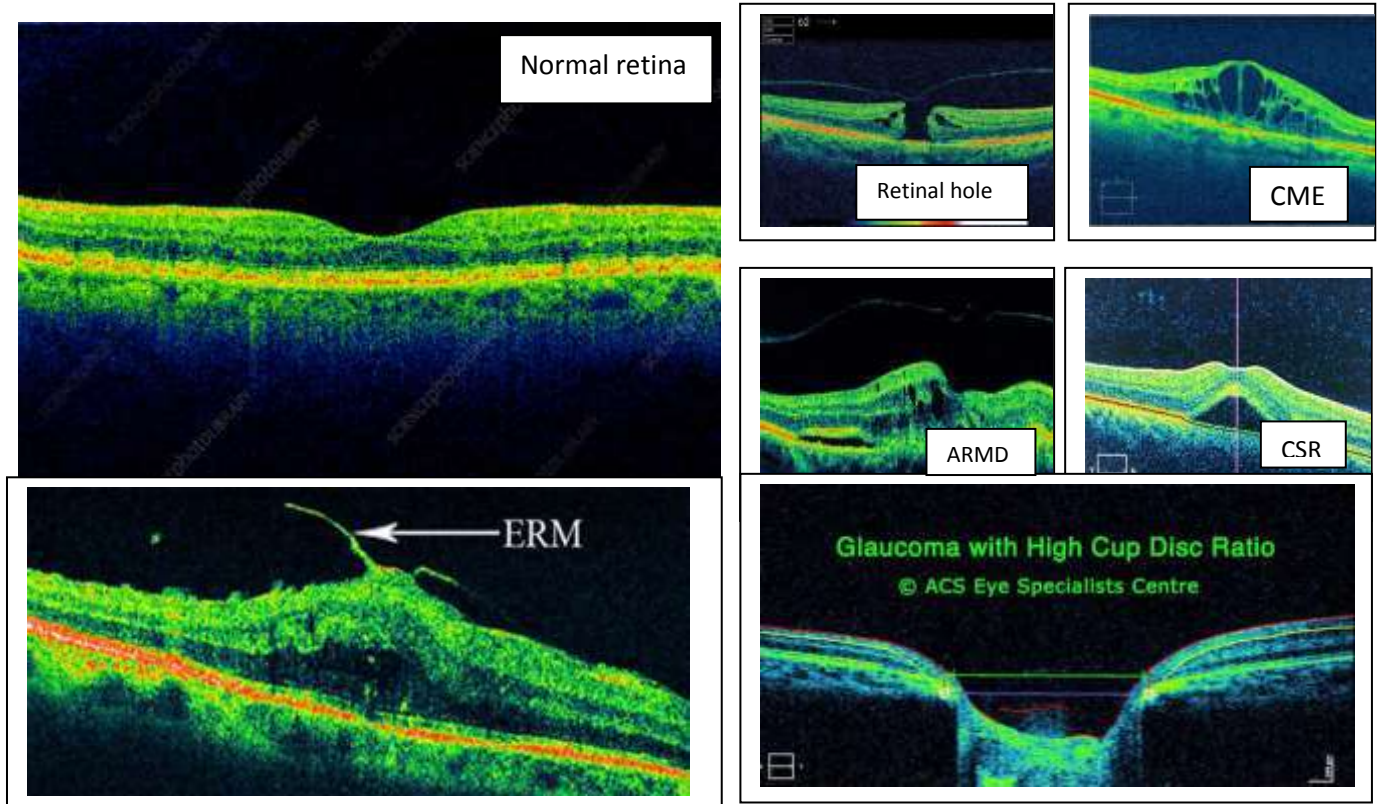 Normal retina
Retinal hole
CME
ARMD
CSR
ERM
Glaucoma with High Cup Disc Ratio
© ACS Eye Specialists Centre